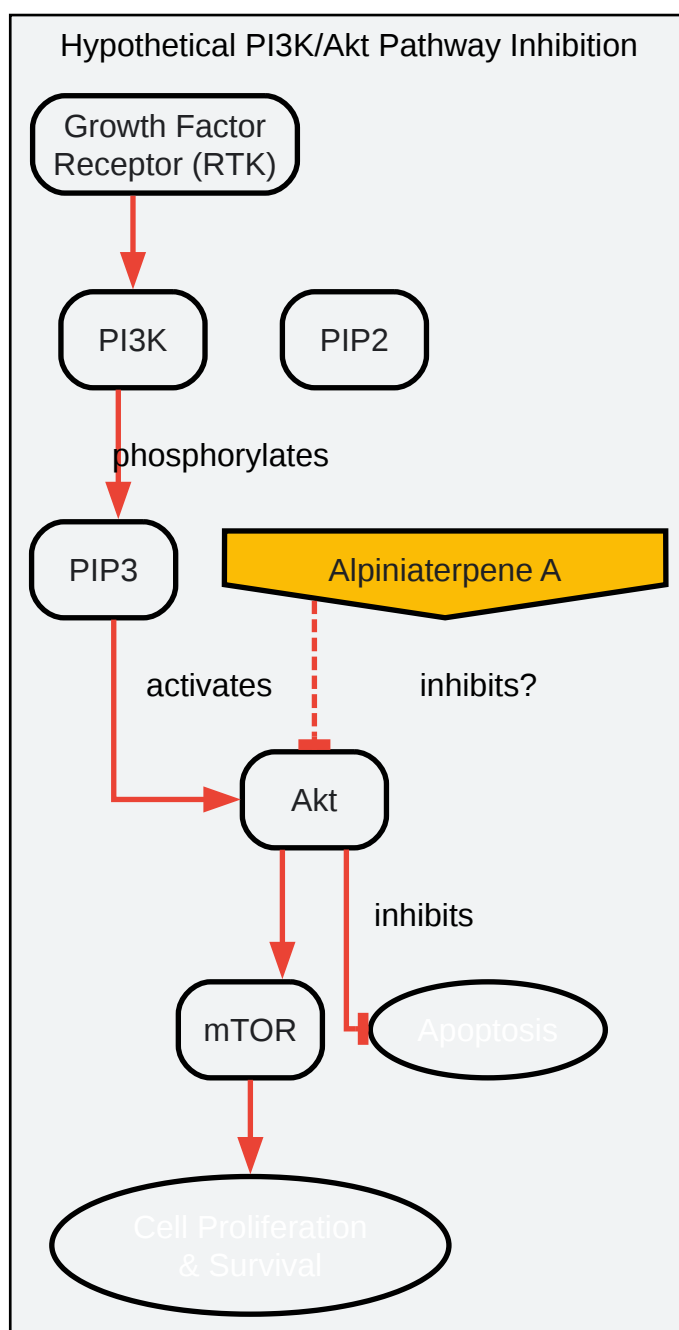 Hypothetical PI3K/Akt Pathway Inhibition
Growth Factor
Receptor (RTK)
PI3K
PIP2
phosphorylates
PIP3
Alpiniaterpene A
activates
inhibits?
Akt
inhibits
mTOR
Apoptosis
Cell Proliferation
& Survival